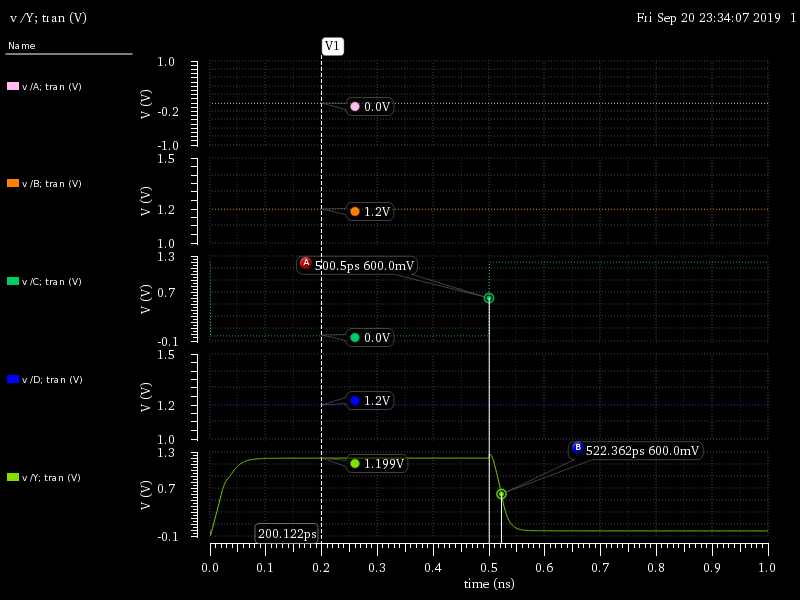 v /Y; tran (V)
Fri Sep 20 23:34:07 2019 1
Name
V1
v /A; tran (V)
V (V)
1.0
-0.2
-1.0
0.0V
v /B; tran (V)
V (V)
1.5
1.2
1.0
1.2V
v /C; tran (V)
V (V)
1.3
0.7
-0.1
A 500.5ps 600.0mV
0.0V
v /D; tran (V)
V (V)
1.5
1.2
1.0
1.2V
v /Y; tran (V)
V (V)
1.3
0.7
-0.1
B 522.362ps 600.0mV
1.199V
200.122ps
0.0 0.1 0.2 0.3 0.4 0.5 0.6 0.7 0.8 0.9 1.0
time (ns)